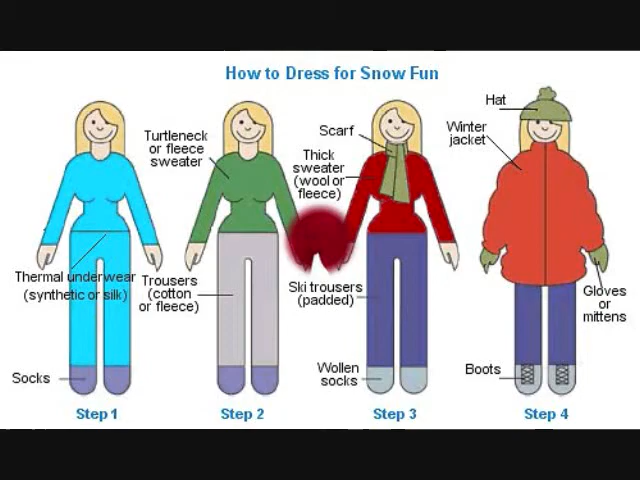 How to Dress for Snow Fun
Turtleneck
or fleece
sweater
Thermal underwear
(synthetic or silk)
Socks
Step 1
Trousers
(cotton
or fleece)
Step 2
Scarf
Thick
sweater
(wool or
fleece)
Ski trousers
(padded)
Wollen
socks
Step 3
Hat
Winter
jacket
Gloves
or
mittens
Boots
Step 4